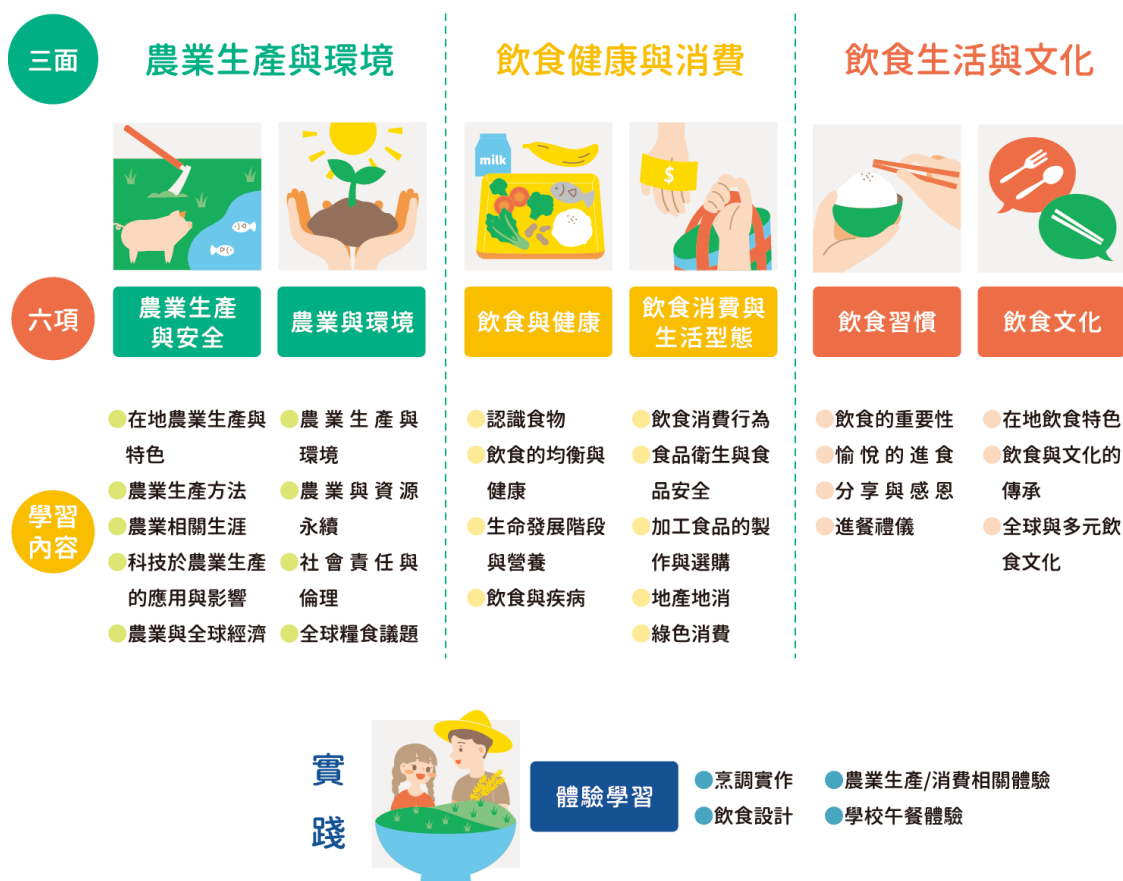 三面
農業生產與環境
飲食健康與消費
飲食生活與文化
milk
$
六項
農業生產
與安全
農業與環境
飲食與健康
飲食消費與
生活型態
飲食習慣
飲食文化
學習
內容
在地農業生產與
特色
農業生產方法
農業相關生涯
科技於農業生產
的應用與影響
農業與全球經濟
農業生產與
環境
農業與資源
永續
社會責任與
倫理
全球糧食議題
認識食物
飲食的均衡與
健康
生命發展階段
與營養
飲食與疾病
飲食消費行為
食品衛生與食
品安全
加工食品的製
作與選購
地產地消
綠色消費
飲食的重要性
愉悅的進食
分享與感恩
進餐禮儀
在地飲食特色
飲食與文化的
傳承
全球與多元飲
食文化
實
踐
體驗學習
烹調實作
飲食設計
農業生產/消費相關體驗
學校午餐體驗